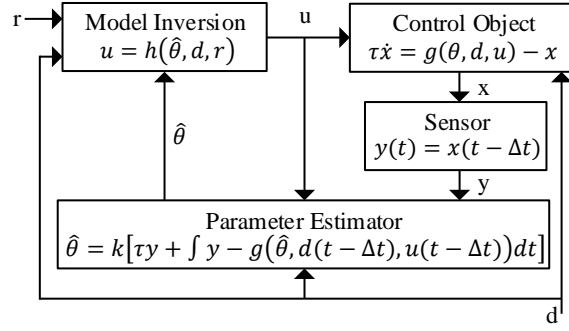 r
Model Inversion
u = h(θ̂, d, r)
u
Control Object
τẋ = g(θ, d, u) − x
x
Sensor
y(t) = x(t − Δt)
θ̂
y
Parameter Estimator
θ̂ = k[τy + ∫ y − g(θ̂, d(t − Δt), u(t − Δt))dt]
d